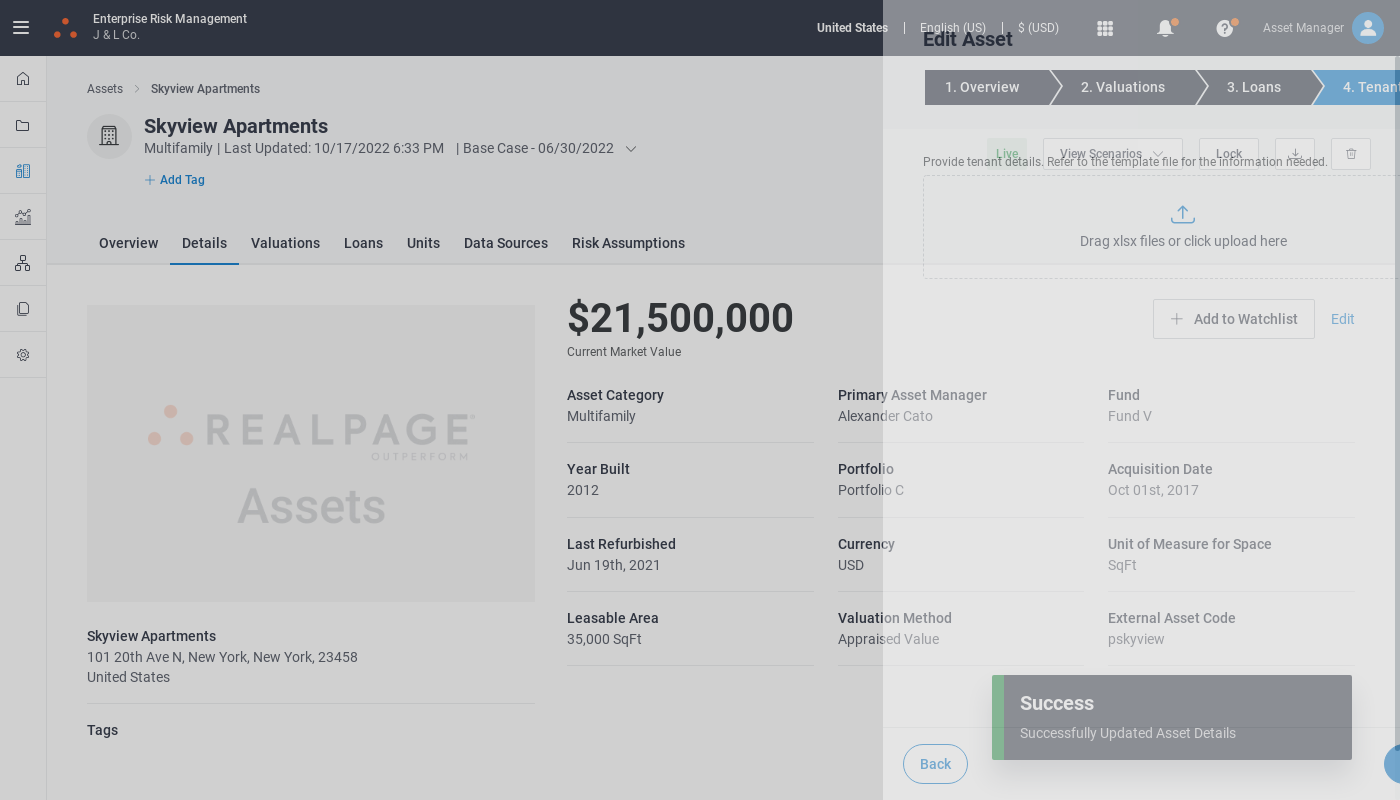 Enterprise Risk Management
J & L Co.
United States
English (US)
$ (USD)
Asset Manager
Edit Asset
1. Overview
2. Valuations
3. Loans
4. Tenant
Assets
Skyview Apartments
Skyview Apartments
Multifamily | Last Updated: 10/17/2022 6:33 PM | Base Case - 06/30/2022
Add Tag
Live
View Scenarios
Lock
Provide tenant details. Refer to the template file for the information needed.
Drag xlsx files or click upload here
Overview
Details
Valuations
Loans
Units
Data Sources
Risk Assumptions
REALPAGE
OUTPERFORM
Assets
$21,500,000
Current Market Value
Add to Watchlist
Edit
Asset Category
Multifamily
Primary Asset Manager
Alexander Cato
Fund
Fund V
Year Built
2012
Portfolio
Portfolio C
Acquisition Date
Oct 01st, 2017
Last Refurbished
Jun 19th, 2021
Currency
USD
Unit of Measure for Space
SqFt
Leasable Area
35,000 SqFt
Valuation Method
Appraised Value
External Asset Code
pskyview
Skyview Apartments
101 20th Ave N, New York, New York, 23458
United States
Tags
Success
Successfully Updated Asset Details
Back